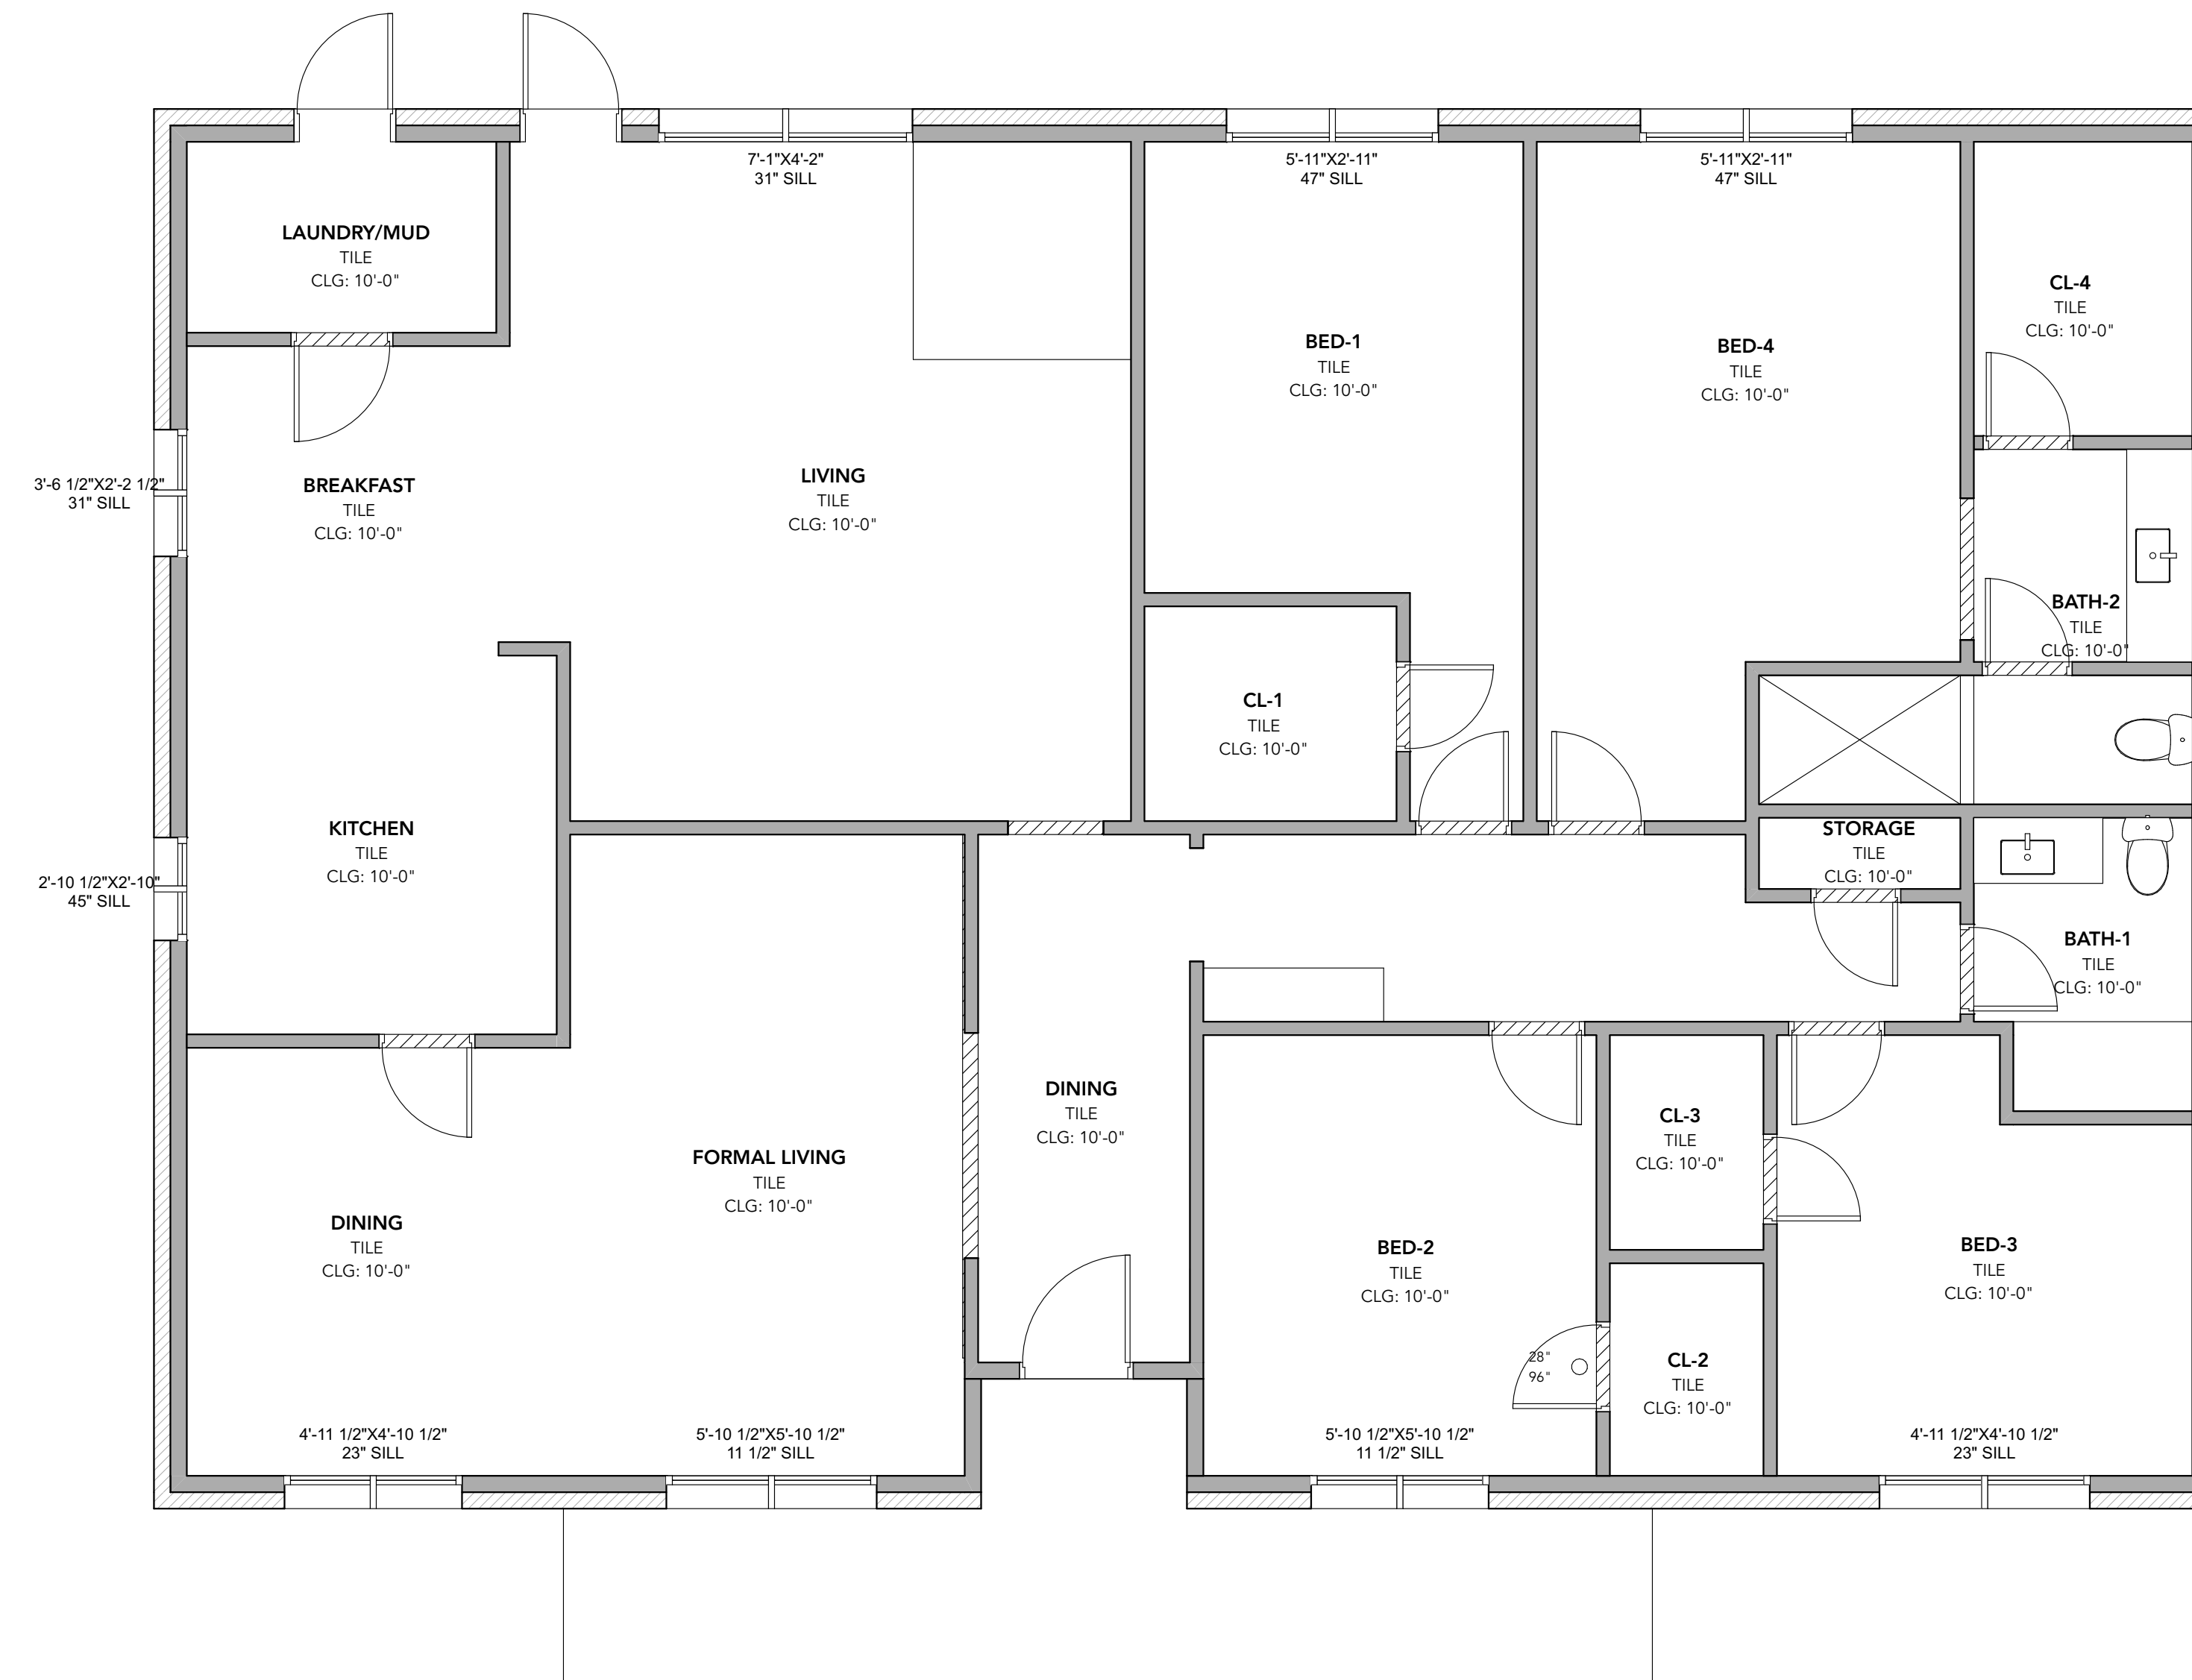 7'-1"X4'-2"
31" SILL
5'-11"X2'-11"
47" SILL
5'-11"X2'-11"
47" SILL
LAUNDRY/MUD
TILE
CLG: 10'-0"
CL-4
TILE
CLG: 10'-0"
BED-1
TILE
CLG: 10'-0"
BED-4
TILE
CLG: 10'-0"
3'-6 1/2"X2'-2 1/2"
31" SILL
BREAKFAST
TILE
CLG: 10'-0"
LIVING
TILE
CLG: 10'-0"
BATH-2
TILE
CLG: 10'-0"
CL-1
TILE
CLG: 10'-0"
KITCHEN
TILE
CLG: 10'-0"
STORAGE
TILE
CLG: 10'-0"
2'-10 1/2"X2'-10"
45" SILL
BATH-1
TILE
CLG: 10'-0"
DINING
TILE
CLG: 10'-0"
CL-3
TILE
CLG: 10'-0"
FORMAL LIVING
TILE
CLG: 10'-0"
DINING
TILE
CLG: 10'-0"
BED-2
TILE
CLG: 10'-0"
BED-3
TILE
CLG: 10'-0"
28"
96"
CL-2
TILE
CLG: 10'-0"
4'-11 1/2"X4'-10 1/2"
23" SILL
5'-10 1/2"X5'-10 1/2"
11 1/2" SILL
5'-10 1/2"X5'-10 1/2"
11 1/2" SILL
4'-11 1/2"X4'-10 1/2"
23" SILL